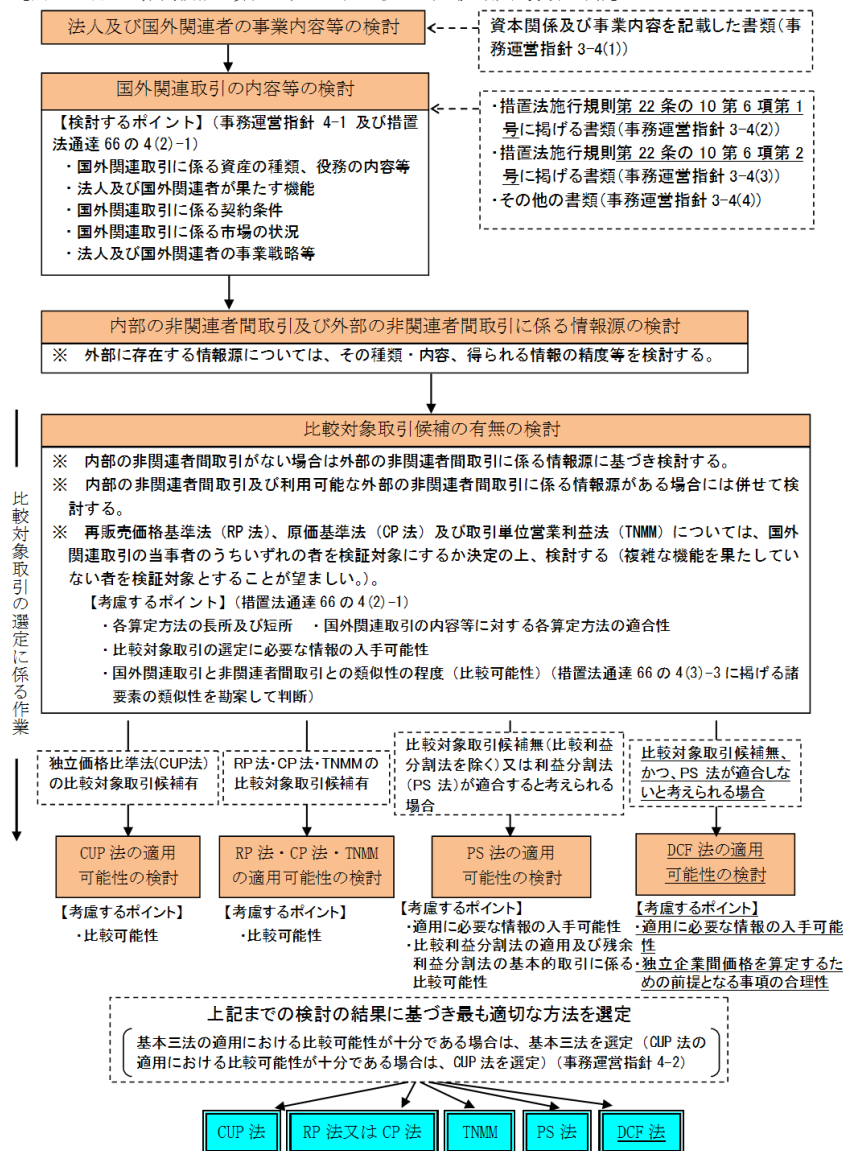 法人及び国外関連者の事業内容等の検討
資本関係及び事業内容を記載した書類(事
務運営指針 3-4(1))
国外関連取引の内容等の検討
【検討するポイント】(事務運営指針 4-1 及び措置
法通達 66 の 4(2)-1)
・国外関連取引に係る資産の種類、役務の内容等
・法人及び国外関連者が果たす機能
・国外関連取引に係る契約条件
・国外関連取引に係る市場の状況
・法人及び国外関連者の事業戦略等
・措置法施行規則第 22 条の 10 第 6 項第 1
号に掲げる書類(事務運営指針 3-4(2))
・措置法施行規則第 22 条の 10 第 6 項第 2
号に掲げる書類(事務運営指針 3-4(3))
・その他の書類(事務運営指針 3-4(4))
内部の非関連者間取引及び外部の非関連者間取引に係る情報源の検討
※ 外部に存在する情報源については、その種類・内容、得られる情報の精度等を検討する。
比較対象取引の選定に係る作業
比較対象取引候補の有無の検討
※ 内部の非関連者間取引がない場合は外部の非関連者間取引に係る情報源に基づき検討する。
※ 内部の非関連者間取引及び利用可能な外部の非関連者間取引に係る情報源がある場合には併せて検
討する。
※ 再販売価格基準法(RP 法)、原価基準法(CP 法)及び取引単位営業利益法(TNMM)については、国外
関連取引の当事者のうちいずれの者を検証対象にするか決定の上、検討する(複雑な機能を果たしてい
ない者を検証対象とすることが望ましい。)。
【考慮するポイント】(措置法通達 66 の 4(2)-1)
・各算定方法の長所及び短所 ・国外関連取引の内容等に対する各算定方法の適合性
・比較対象取引の選定に必要な情報の入手可能性
・国外関連取引と非関連者間取引との類似性の程度(比較可能性)(措置法通達 66 の 4(3)-3 に掲げる諸
要素の類似性を勘案して判断)
独立価格比準法(CUP法)
の比較対象取引候補有
RP法・CP法・TNMM の
比較対象取引候補有
比較対象取引候補無(比較利益
分割法を除く)又は利益分割法
(PS 法)が適合すると考えられる
場合
比較対象取引候補無、
かつ、PS 法が適合しな
いと考えられる場合
CUP 法の適用
可能性の検討
RP 法・CP 法・TNMM
の適用可能性の検討
PS 法の適用
可能性の検討
DCF 法の適用
可能性の検討
【考慮するポイント】
・比較可能性
【考慮するポイント】
・比較可能性
【考慮するポイント】
・適用に必要な情報の入手可能性
・比較利益分割法の適用及び残余
利益分割法の基本的取引に係る
比較可能性
【考慮するポイント】
・適用に必要な情報の入手可能
性
・独立企業間価格を算定するた
めの前提となる事項の合理性
上記までの検討の結果に基づき最も適切な方法を選定
基本三法の適用における比較可能性が十分である場合は、基本三法を選定(CUP 法の
適用における比較可能性が十分である場合は、CUP 法を選定)(事務運営指針 4-2)
CUP 法
RP 法又は CP 法
TNMM
PS 法
DCF 法